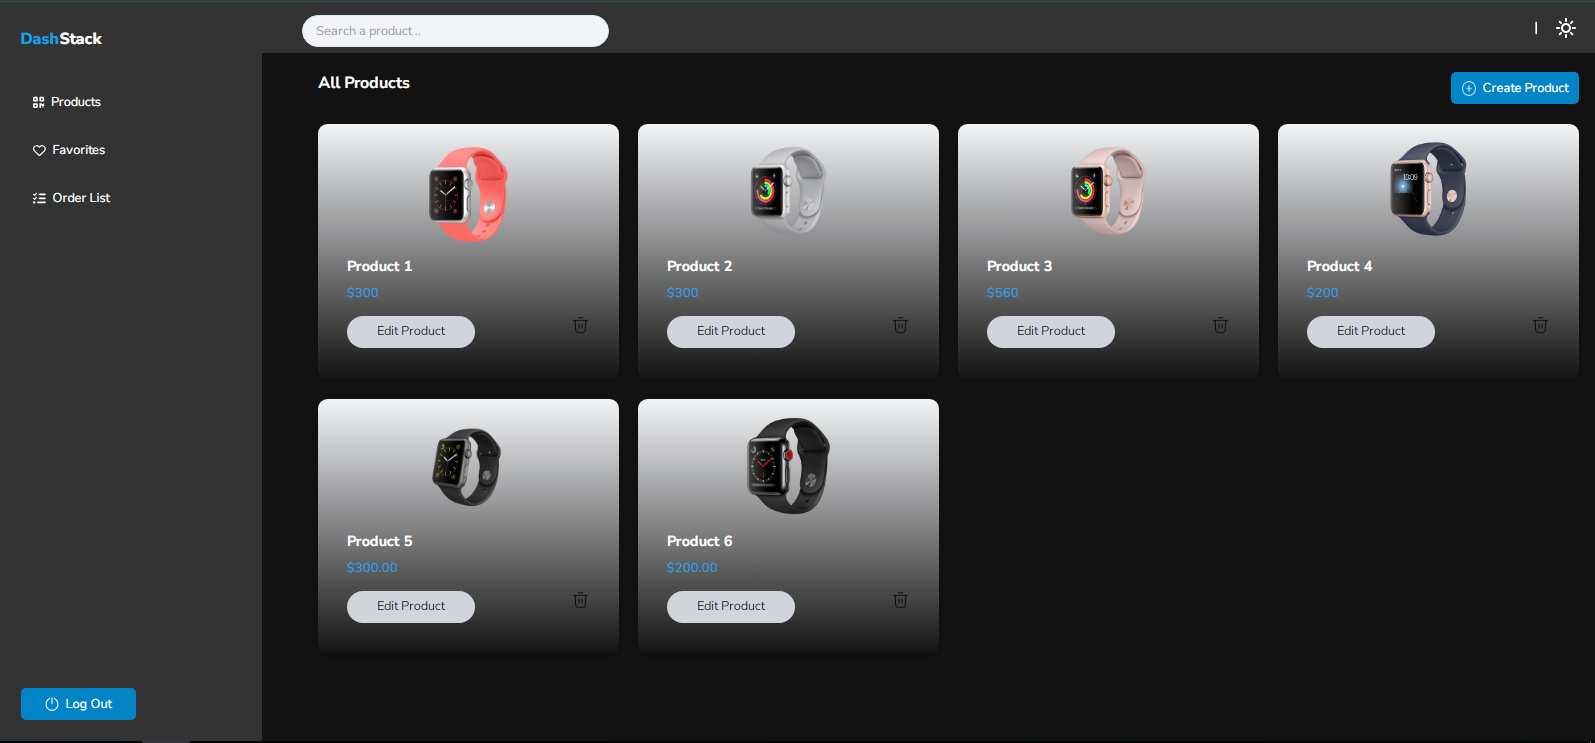 DashStack
Search a product ..
|
Products
Favorites
Order List
All Products
Create Product
Product 1
$300
Edit Product
Product 2
$300
Edit Product
Product 3
$560
Edit Product
Product 4
$200
Edit Product
Product 5
$300.00
Edit Product
Product 6
$200.00
Edit Product
Log Out